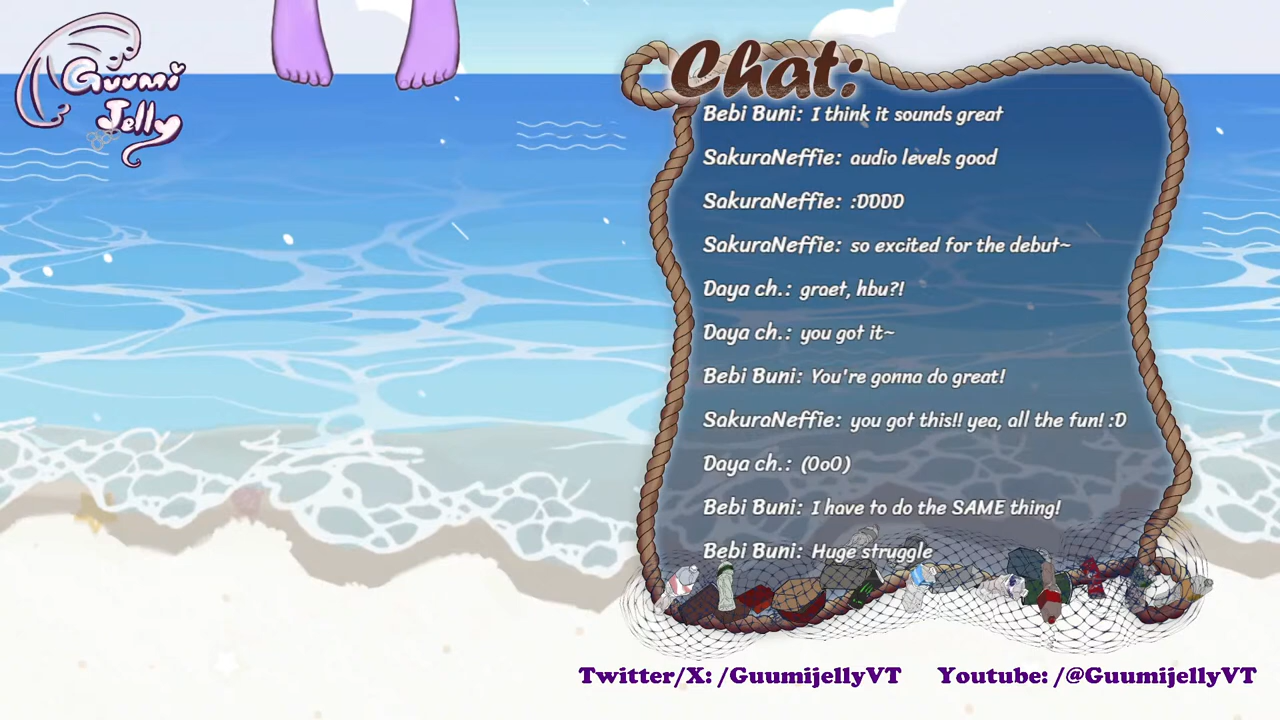 Guumi
Jelly
Chat:
Bebi Buni: I think it sounds great
SakuraNeffie: audio levels good
SakuraNeffie: :DDDD
SakuraNeffie: so excited for the debut~
Daya ch.: graet, hbu?!
Daya ch.: you got it~
Bebi Buni: You're gonna do great!
SakuraNeffie: you got this!! yea, all the fun! :D
Daya ch.: (0o0)
Bebi Buni: I have to do the SAME thing!
Bebi Buni: Huge struggle
Twitter/X: /GuumijellyVT Youtube: /@GuumijellyVT